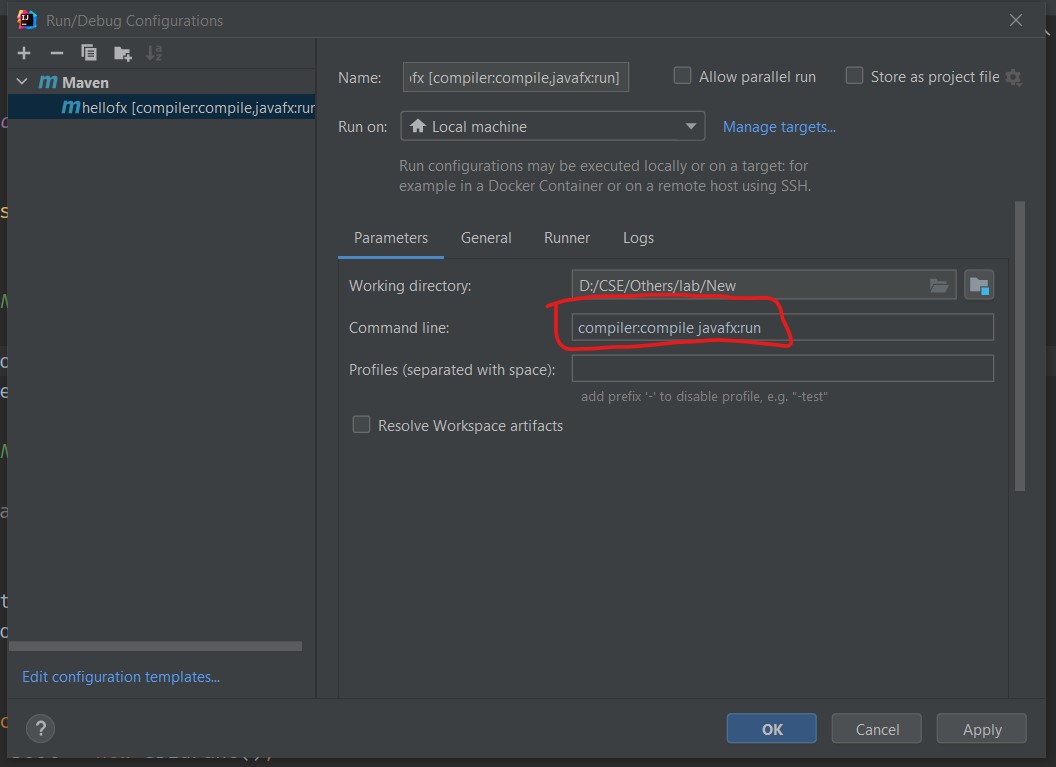 Run/Debug Configurations
Maven
hellofx [compiler:compile,javafx:run
Name:
fx [compiler:compile,javafx:run]
Allow parallel run
Store as project file
Run on:
Local machine
Manage targets...
Run configurations may be executed locally or on a target: for
example in a Docker Container or on a remote host using SSH.
Parameters General Runner Logs
Working directory:
D:/CSE/Others/lab/New
Command line:
compiler:compile javafx:run
Profiles (separated with space):
add prefix '-' to disable profile, e.g. "-test"
Resolve Workspace artifacts
Edit configuration templates...
?
OK
Cancel
Apply